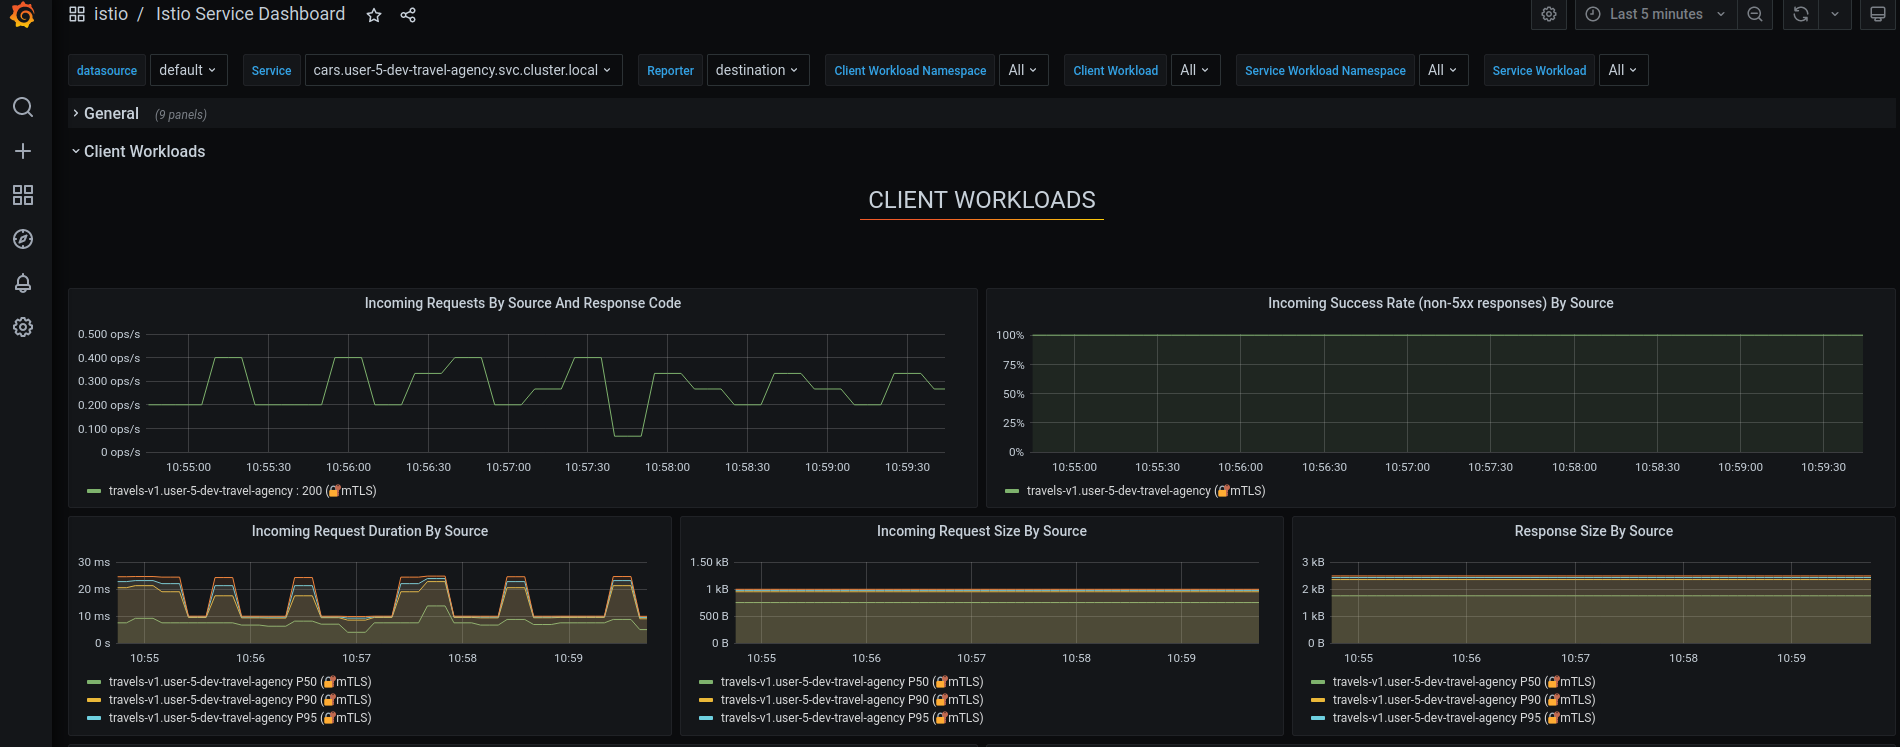 istio / Istio Service Dashboard
Last 5 minutes
datasource default Service cars.user-5-dev-travel-agency.svc.cluster.local Reporter destination Client Workload Namespace All Client Workload All Service Workload Namespace All Service Workload All
General (9 panels)
Client Workloads
CLIENT WORKLOADS
Incoming Requests By Source And Response Code
0.500 ops/s
0.400 ops/s
0.300 ops/s
0.200 ops/s
0.100 ops/s
0 ops/s
10:55:00 10:55:30 10:56:00 10:56:30 10:57:00 10:57:30 10:58:00 10:58:30 10:59:00 10:59:30
travels-v1.user-5-dev-travel-agency : 200 (🔐mTLS)
Incoming Success Rate (non-5xx responses) By Source
100%
75%
50%
25%
0%
10:55:00 10:55:30 10:56:00 10:56:30 10:57:00 10:57:30 10:58:00 10:58:30 10:59:00 10:59:30
travels-v1.user-5-dev-travel-agency (🔐mTLS)
Incoming Request Duration By Source
30 ms
20 ms
10 ms
0 s
10:55 10:56 10:57 10:58 10:59
travels-v1.user-5-dev-travel-agency P50 (🔐mTLS)
travels-v1.user-5-dev-travel-agency P90 (🔐mTLS)
travels-v1.user-5-dev-travel-agency P95 (🔐mTLS)
Incoming Request Size By Source
1.50 kB
1 kB
500 B
0 B
10:55 10:56 10:57 10:58 10:59
travels-v1.user-5-dev-travel-agency P50 (🔐mTLS)
travels-v1.user-5-dev-travel-agency P90 (🔐mTLS)
travels-v1.user-5-dev-travel-agency P95 (🔐mTLS)
Response Size By Source
3 kB
2 kB
1 kB
0 B
10:55 10:56 10:57 10:58 10:59
travels-v1.user-5-dev-travel-agency P50 (🔐mTLS)
travels-v1.user-5-dev-travel-agency P90 (🔐mTLS)
travels-v1.user-5-dev-travel-agency P95 (🔐mTLS)